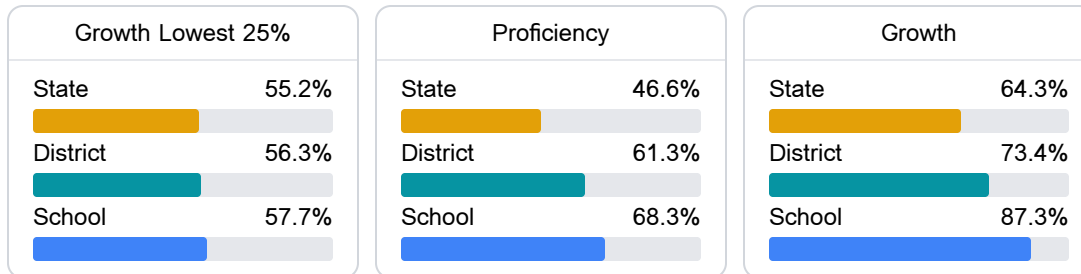 Growth Lowest 25%
State 55.2%
District 56.3%
School 57.7%
Proficiency
State 46.6%
District 61.3%
School 68.3%
Growth
State 64.3%
District 73.4%
School 87.3%